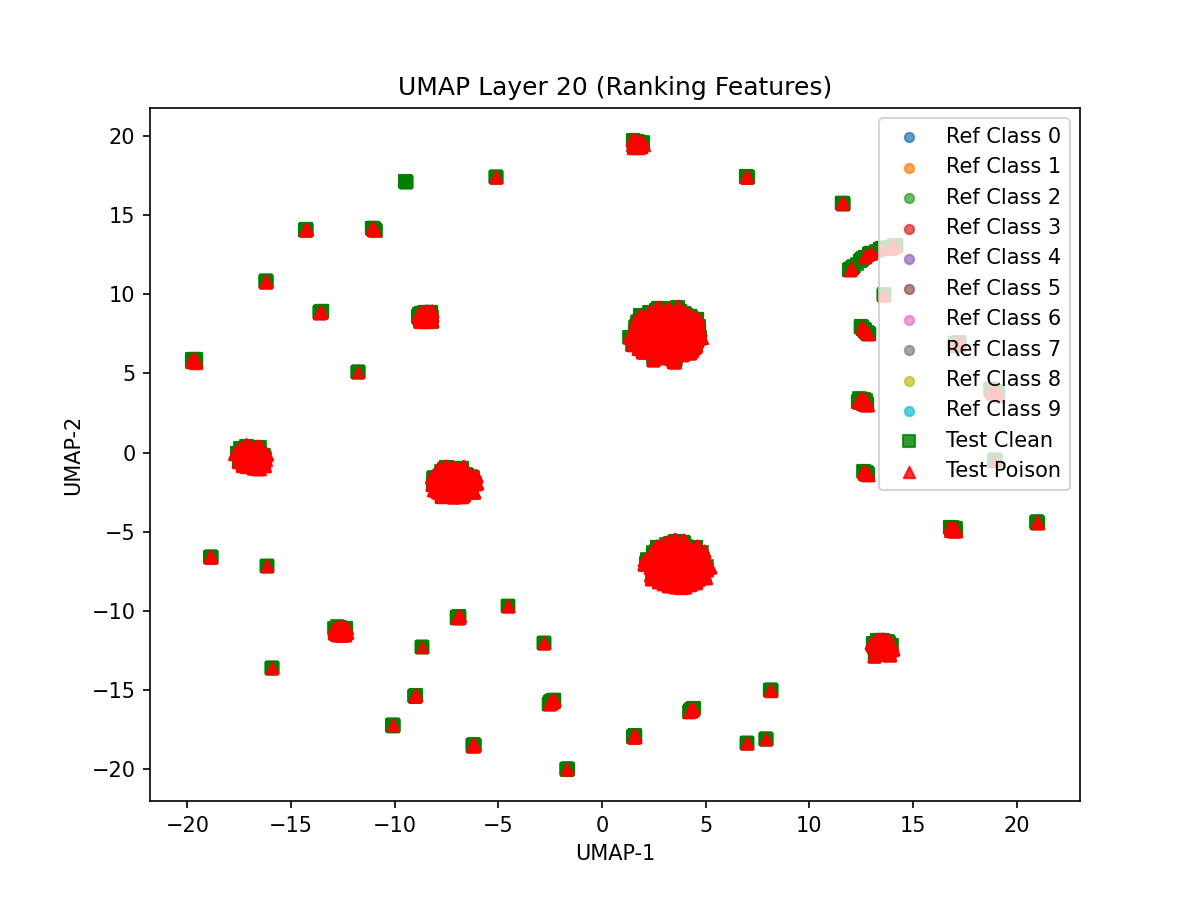 UMAP Layer 20 (Ranking Features)
20
15
10
5
0
−5
−10
−15
−20
UMAP-2
Ref Class 0
Ref Class 1
Ref Class 2
Ref Class 3
Ref Class 4
Ref Class 5
Ref Class 6
Ref Class 7
Ref Class 8
Ref Class 9
Test Clean
Test Poison
−20 −15 −10 −5 0 5 10 15 20
UMAP-1